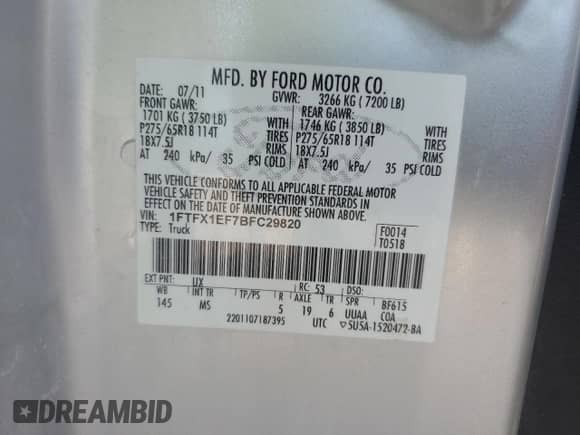 MFD. BY FORD MOTOR CO.
DATE: 07/11 GVWR: 3266 KG ( 7200 LB)
FRONT GAWR: REAR GAWR:
1701 KG ( 3750 LB) 1746 KG ( 3850 LB)
P275/65R18 114T TIRES P275/65R18 114T
18X7.5J RIMS 18X7.5J RIMS
AT 240 kPa/ 35 PSI COLD AT 240 kPa/ 35 PSI COLD
THIS VEHICLE CONFORMS TO ALL APPLICABLE FEDERAL MOTOR
VEHICLE SAFETY AND THEFT PREVENTION STANDARDS IN
EFFECT ON THE DATE OF MANUFACTURE SHOWN ABOVE.
VIN: 1FTFX1EF7BFC29820 F0014
TYPE: Truck T0518
EXT PNT: UX RC: 53 DSO:
WB INT TR TP/PS R AXLE TR SPR BF615
145 MS 5 19 6 UUAA COA
2201107187395 UTC ▽5U5A-1520472-BA
DREAMBID